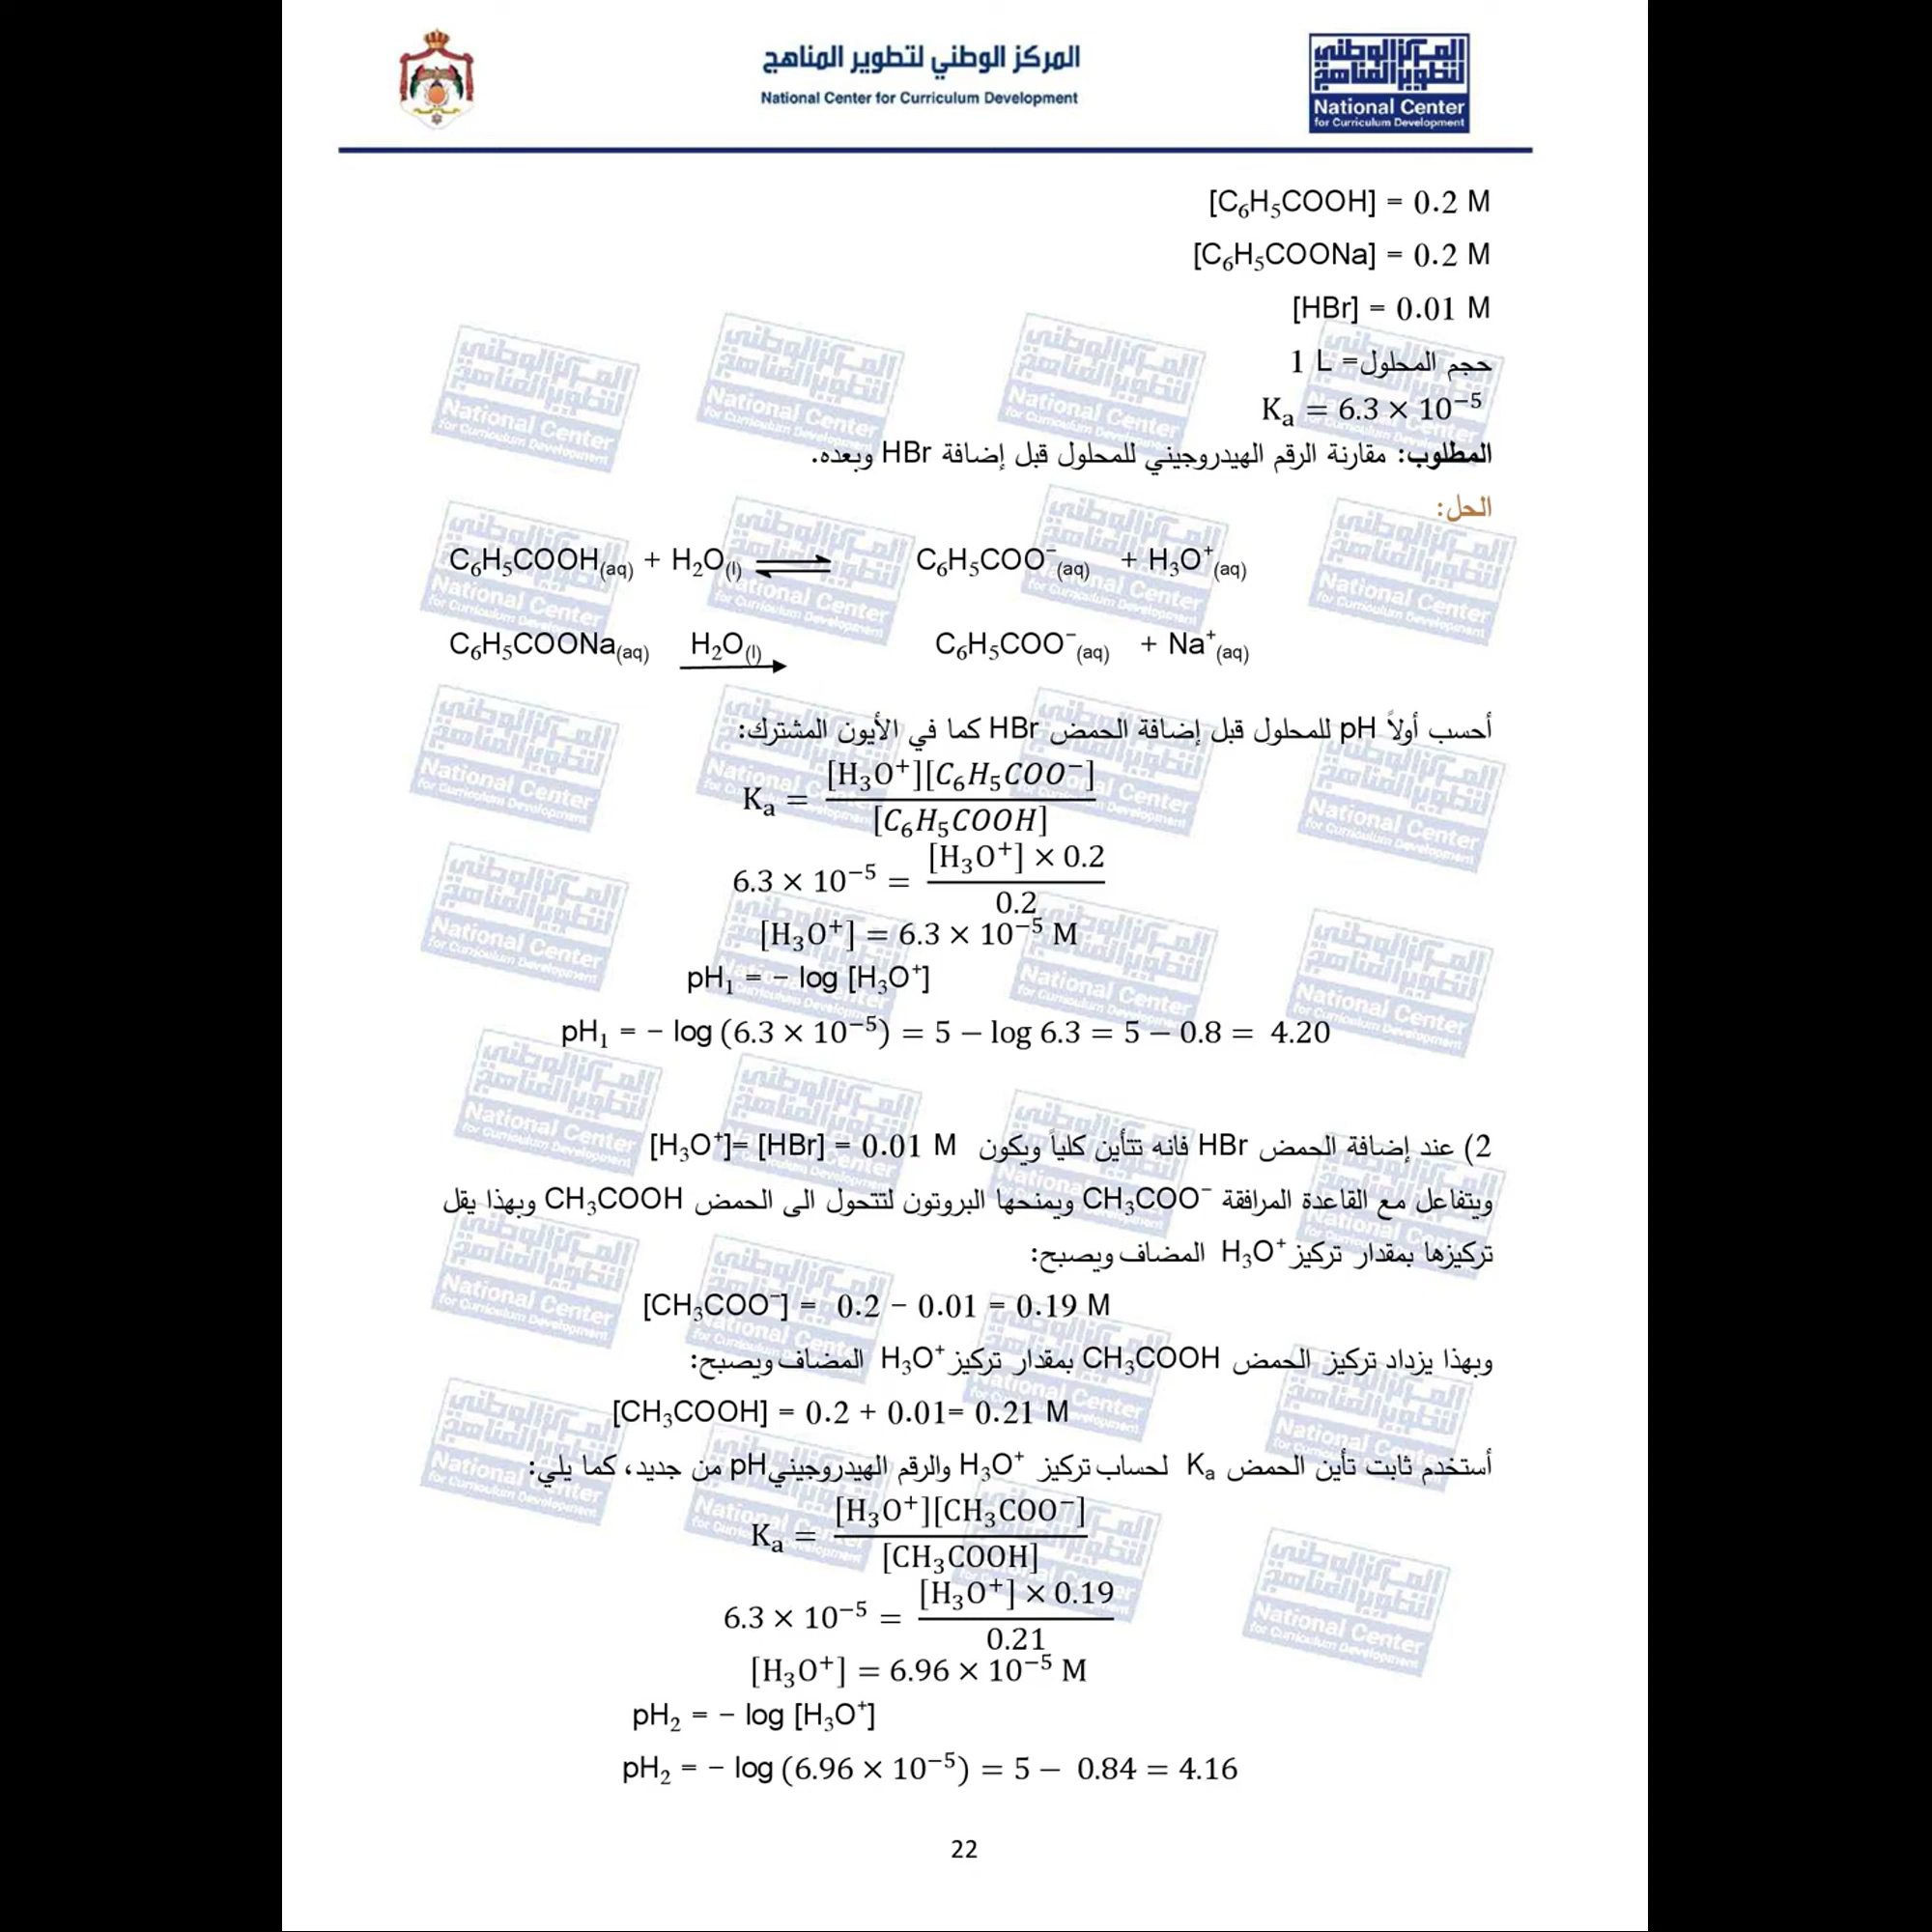 المركز الوطني لتطوير المناهج
National Center for Curriculum Development
المركز الوطني
لتطوير المناهج
National Center
for Curriculum Development
[C₆H₅COOH] = 0.2 M
[C₆H₅COONa] = 0.2 M
[HBr] = 0.01 M
حجم المحلول= 1 L
Kₐ = 6.3 × 10⁻⁵
المطلوب: مقارنة الرقم الهيدروجيني للمحلول قبل إضافة HBr وبعده.
الحل:
C₆H₅COOH(aq) + H₂O(l) ⇌ C₆H₅COO⁻(aq) + H₃O⁺(aq)
C₆H₅COONa(aq) H₂O(l) → C₆H₅COO⁻(aq) + Na⁺(aq)
أحسب أولاً pH للمحلول قبل إضافة الحمض HBr كما في الأيون المشترك:
Kₐ = [H₃O⁺][C₆H₅COO⁻] / [C₆H₅COOH]
6.3 × 10⁻⁵ = [H₃O⁺] × 0.2 / 0.2
[H₃O⁺] = 6.3 × 10⁻⁵ M
pH₁ = − log [H₃O⁺]
pH₁ = − log (6.3 × 10⁻⁵) = 5 − log 6.3 = 5 − 0.8 = 4.20
2) عند إضافة الحمض HBr فانه تتأين كلياً ويكون [H₃O⁺]= [HBr] = 0.01 M
ويتفاعل مع القاعدة المرافقة CH₃COO⁻ ويمنحها البروتون لتتحول الى الحمض CH₃COOH وبهذا يقل
تركيزها بمقدار تركيز H₃O⁺ المضاف ويصبح:
[CH₃COO⁻] = 0.2 − 0.01 = 0.19 M
وبهذا يزداد تركيز الحمض CH₃COOH بمقدار تركيز H₃O⁺ المضاف ويصبح:
[CH₃COOH] = 0.2 + 0.01= 0.21 M
أستخدم ثابت تأين الحمض Kₐ لحساب تركيز H₃O⁺ والرقم الهيدروجيني pH من جديد، كما يلي:
Kₐ = [H₃O⁺][CH₃COO⁻] / [CH₃COOH]
6.3 × 10⁻⁵ = [H₃O⁺] × 0.19 / 0.21
[H₃O⁺] = 6.96 × 10⁻⁵ M
pH₂ = − log [H₃O⁺]
pH₂ = − log (6.96 × 10⁻⁵) = 5 − 0.84 = 4.16
22